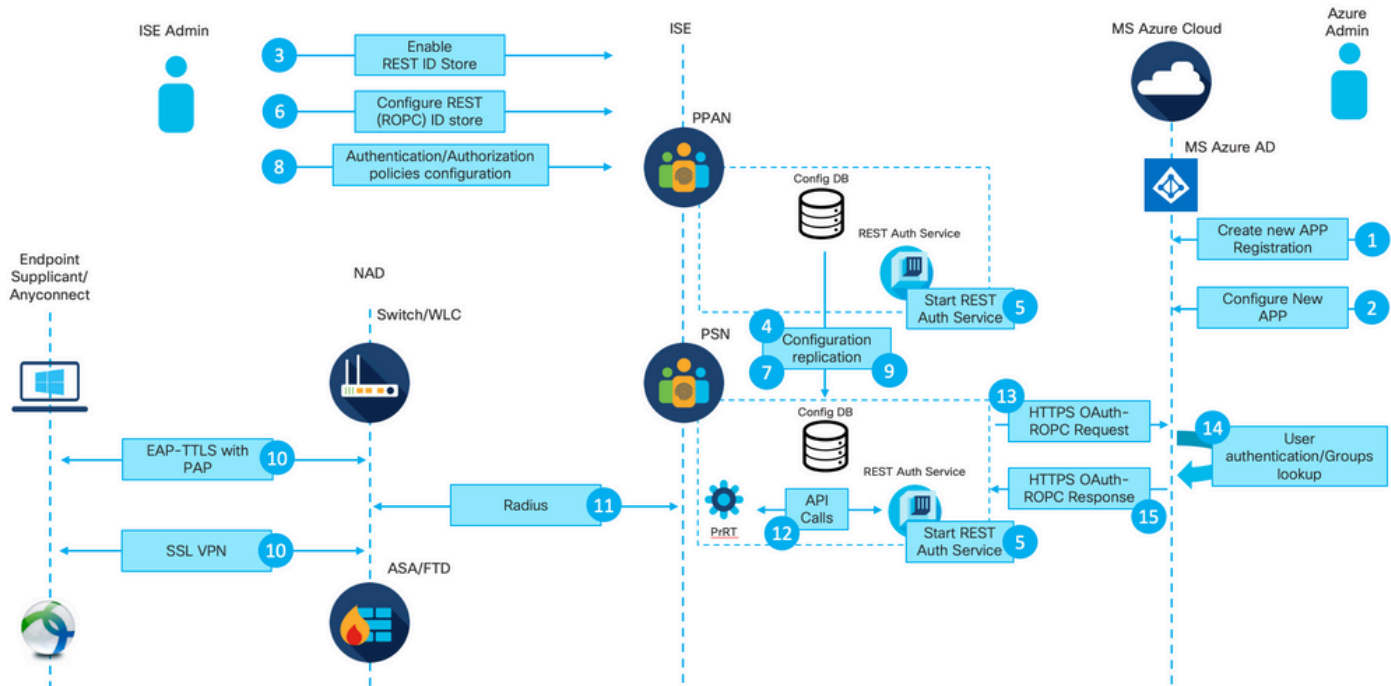 ISE Admin
3
Enable
REST ID Store
6
Configure REST
(ROPC) ID store
8
Authentication/Authorization
policies configuration
ISE
PPAN
Config DB
REST Auth Service
Start REST
Auth Service
5
MS Azure Cloud
Azure
Admin
MS Azure AD
Create new APP
Registration
1
Configure New
APP
2
Endpoint
Supplicant/
Anyconnect
NAD
Switch/WLC
PSN
4
Configuration
replication
7
9
EAP-TTLS with
PAP
10
SSL VPN
10
ASA/FTD
Radius
11
Config DB
REST Auth Service
PrRT
API
Calls
12
Start REST
Auth Service
5
13
HTTPS OAuth-
ROPC Request
14
User
authentication/Groups
lookup
HTTPS OAuth-
ROPC Response
15